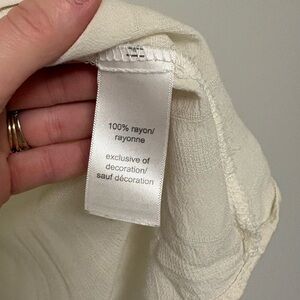 100% rayon/
rayonne
exclusive of
decoration/
sauf décoration